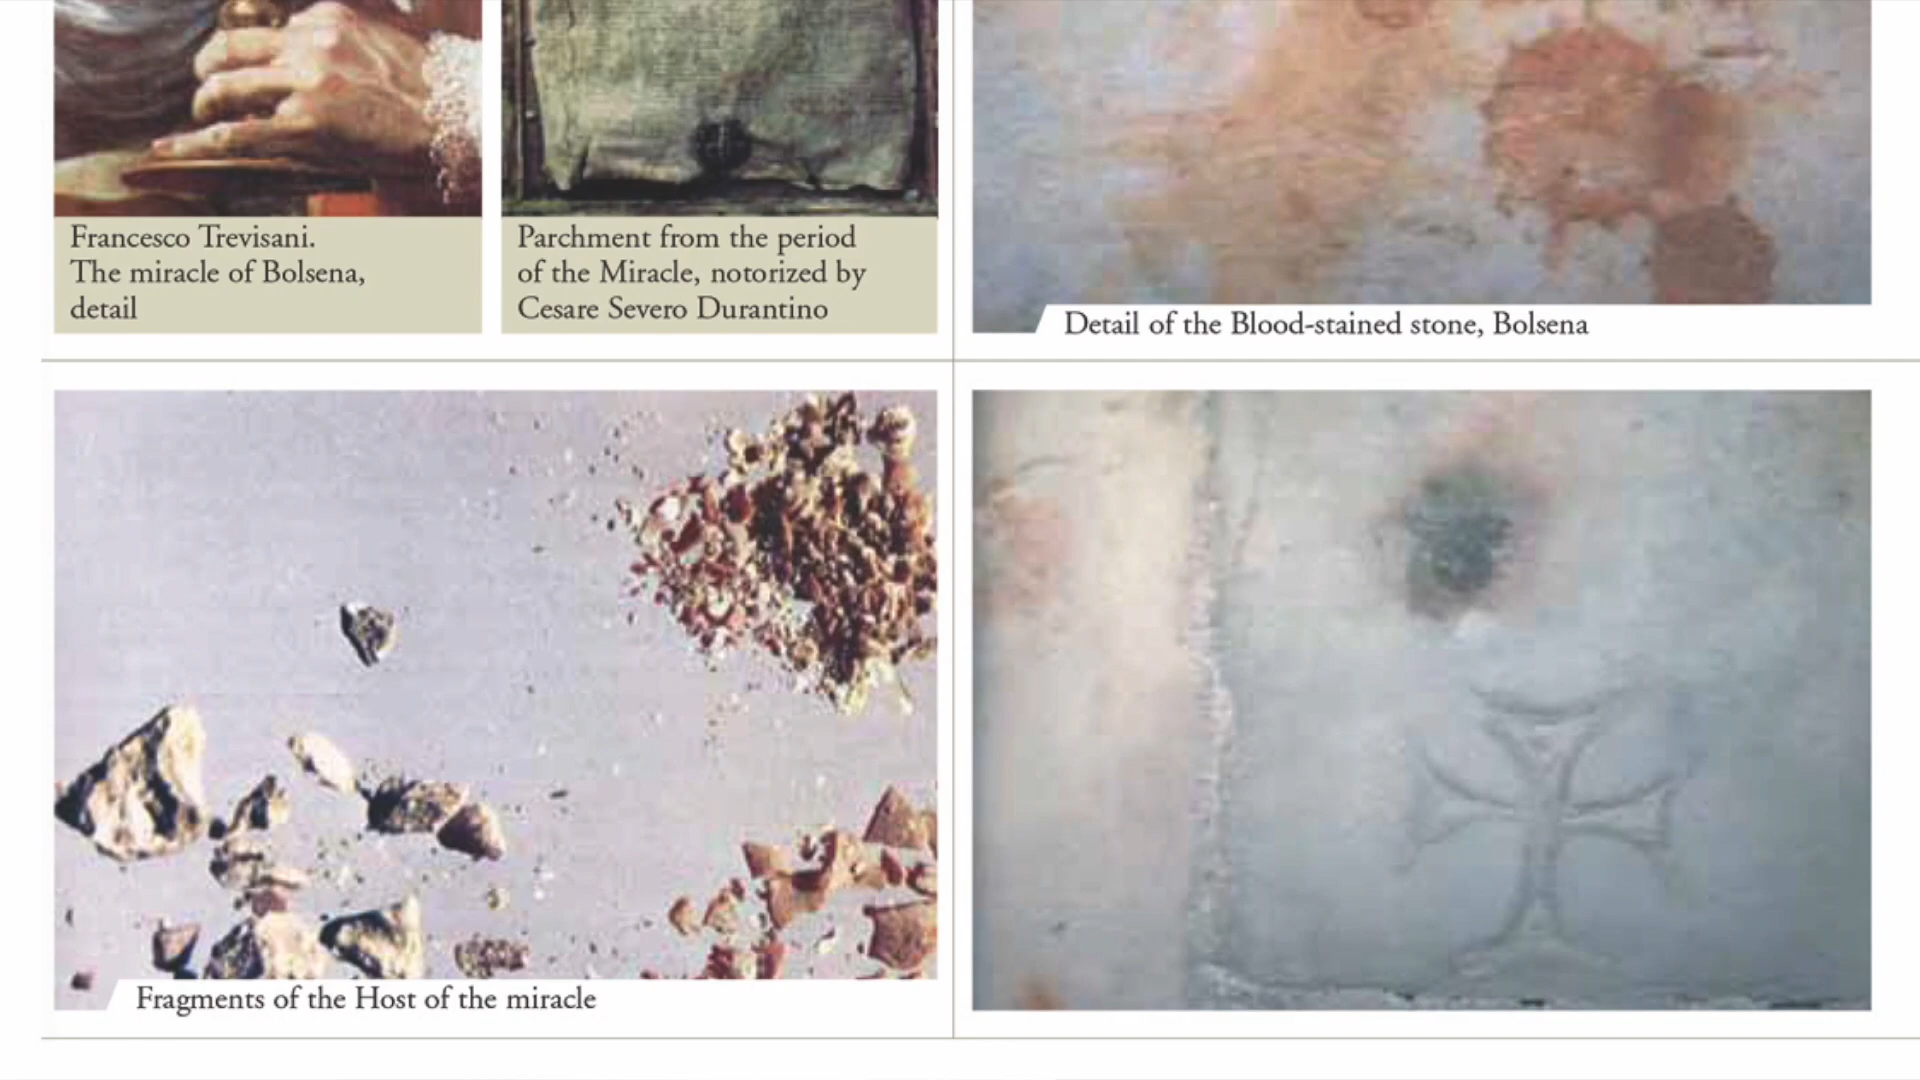 Francesco Trevisani.
The miracle of Bolsena,
detail
Parchment from the period
of the Miracle, notorized by
Cesare Severo Durantino
Detail of the Blood-stained stone, Bolsena
Fragments of the Host of the miracle